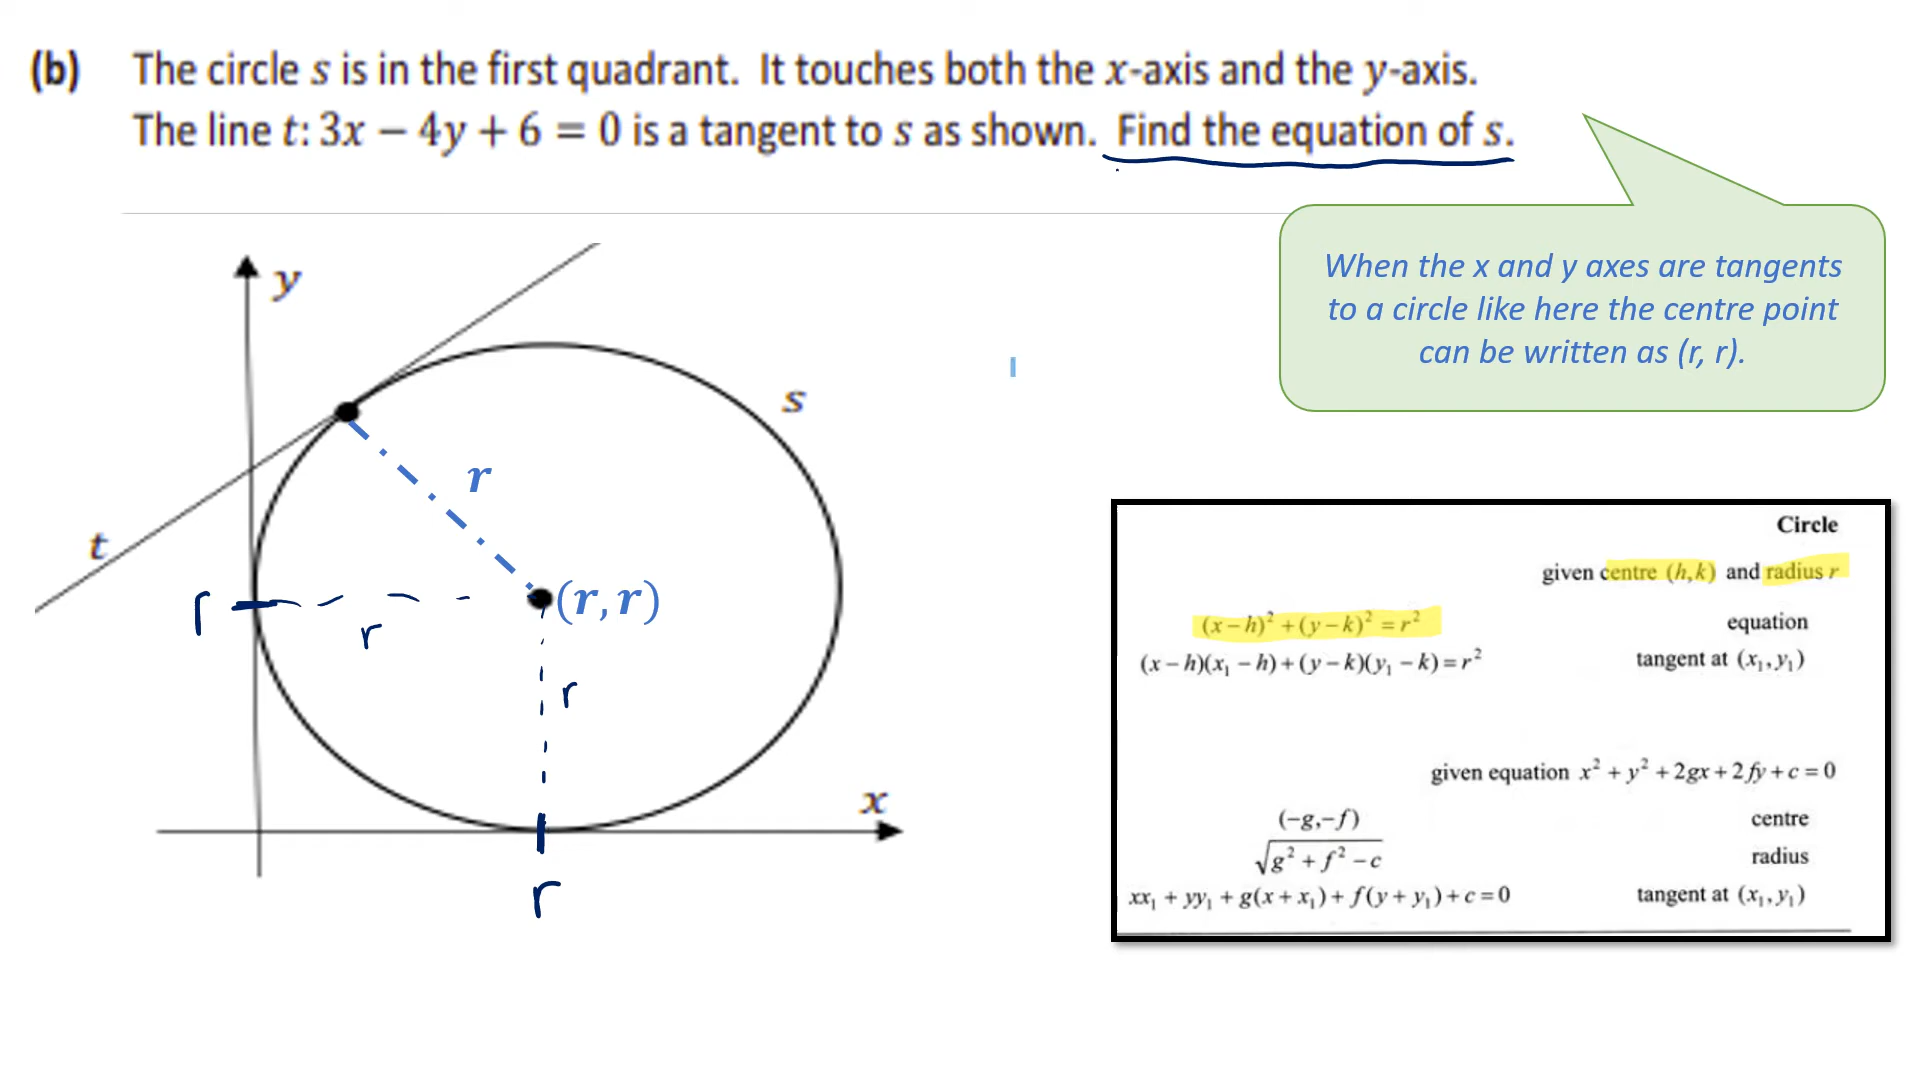 (b) The circle s is in the first quadrant. It touches both the x-axis and the y-axis.
The line t: 3x − 4y + 6 = 0 is a tangent to s as shown. Find the equation of s.
When the x and y axes are tangents
to a circle like here the centre point
can be written as (r, r).
y
s
r
t
(r, r)
r
r
r
x
r
Circle
given centre (h, k) and radius r
(x − h)² + (y − k)² = r² equation
(x − h)(x₁ − h) + (y − k)(y₁ − k) = r² tangent at (x₁, y₁)
given equation x² + y² + 2gx + 2fy + c = 0
(−g, −f) centre
√g² + f² − c radius
xx₁ + yy₁ + g(x + x₁) + f(y + y₁) + c = 0 tangent at (x₁, y₁)